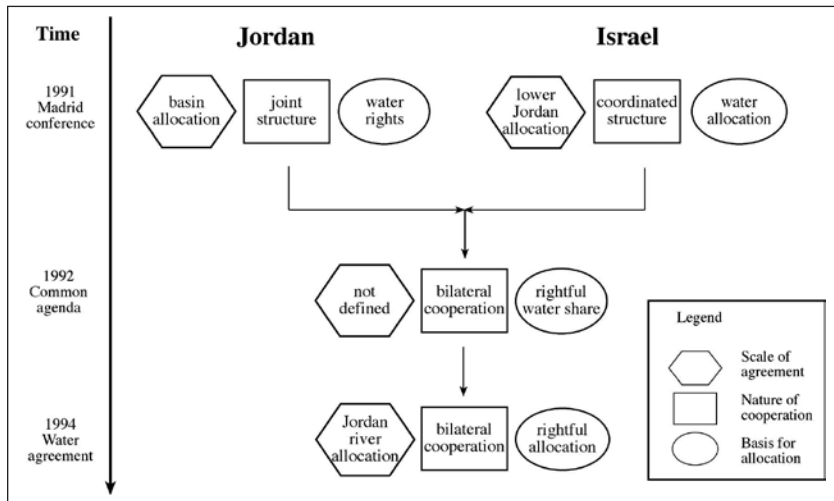 Time
Jordan
Israel
1991
Madrid
conference
basin
allocation
joint
structure
water
rights
lower
Jordan
allocation
coordinated
structure
water
allocation
1992
Common
agenda
not
defined
bilateral
cooperation
rightful
water share
Legend
Scale of
agreement
Nature of
cooperation
Basis for
allocation
1994
Water
agreement
Jordan
river
allocation
bilateral
cooperation
rightful
allocation